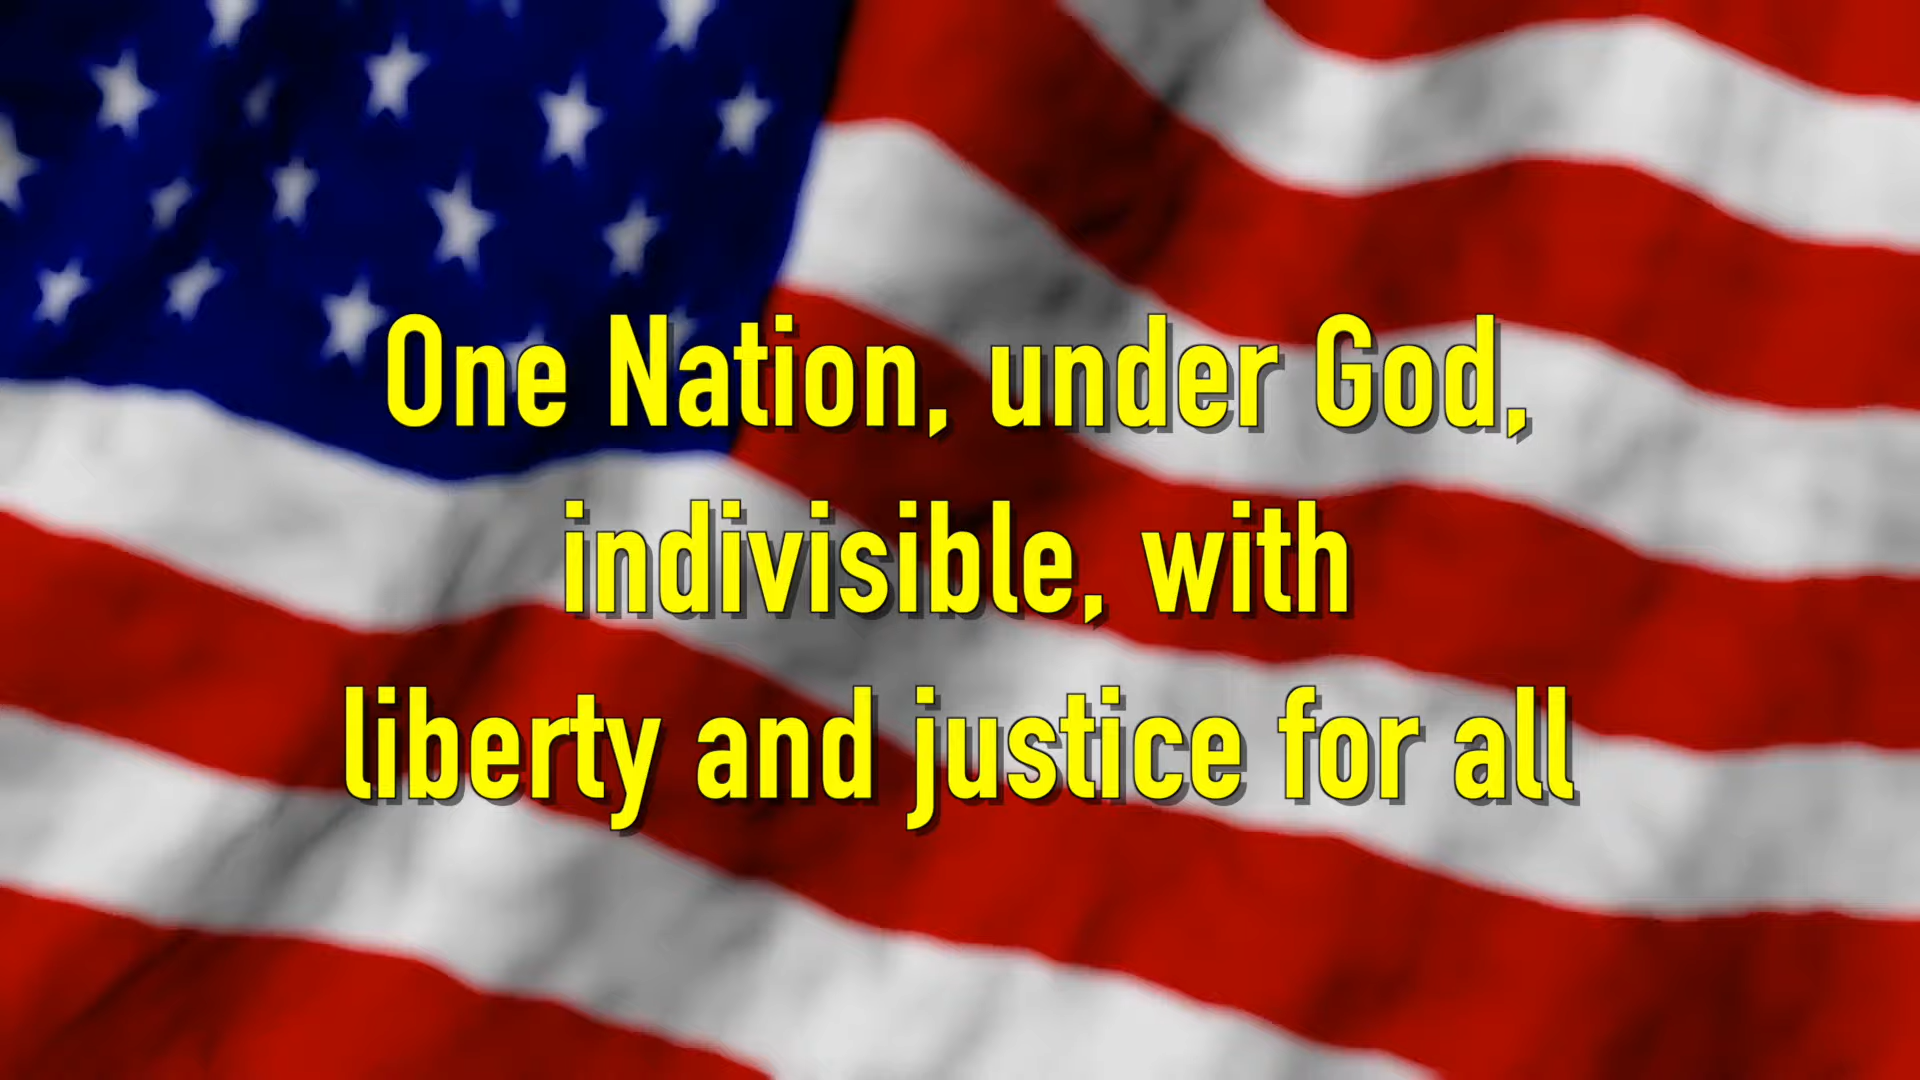 One Nation, under God,
indivisible, with
liberty and justice for all